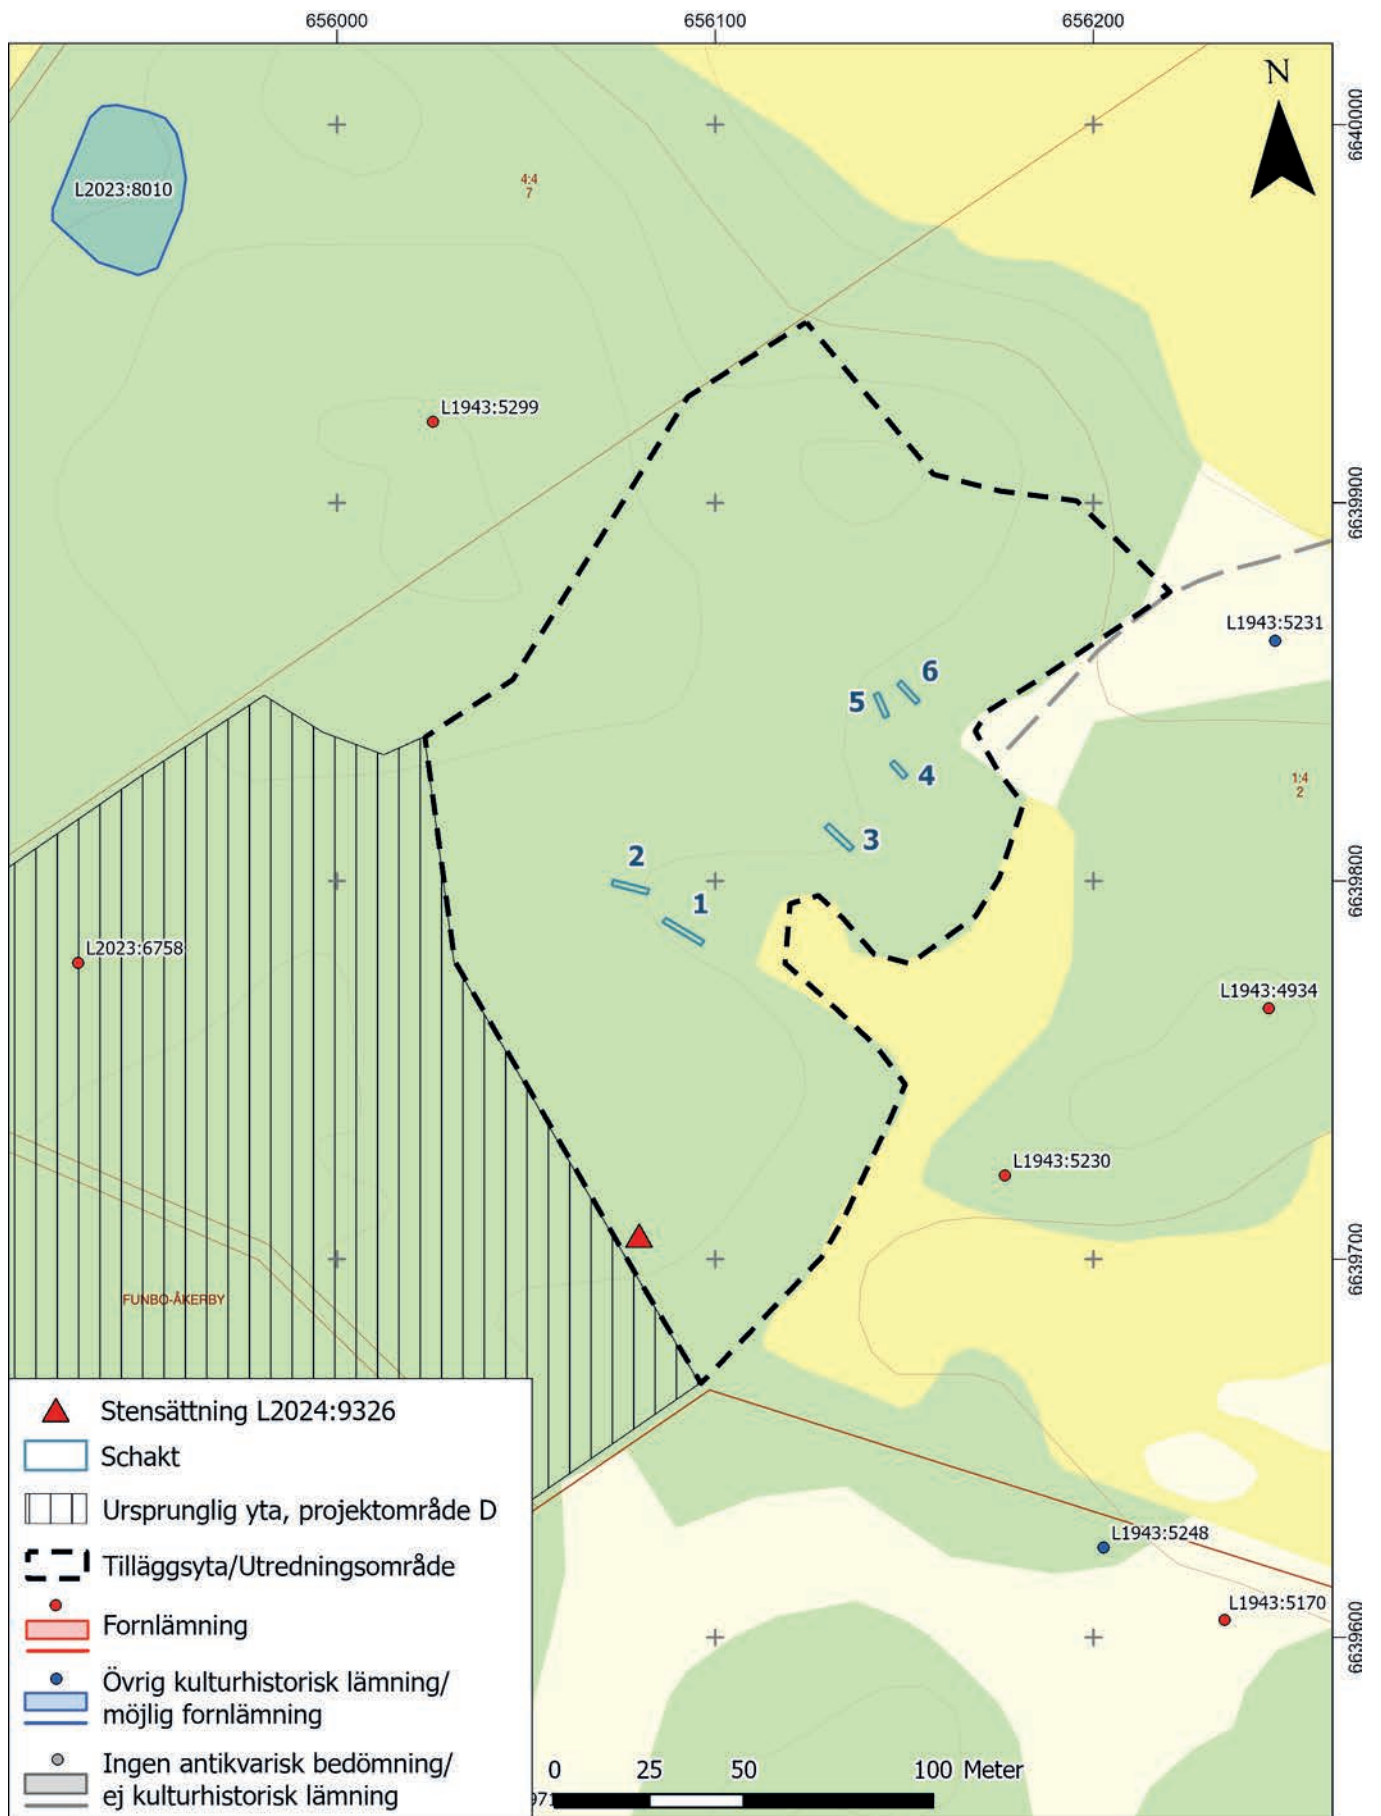 656000 656100 656200
N
6640000
L2023:8010
4:4
7
L1943:5299
6639900
L1943:5231
6
5
4
1:4
2
3
2
6639800
1
L2023:6758
L1943:4934
L1943:5230
6639700
FUNBO-ÅKERBY
Stensättning L2024:9326
Schakt
Ursprunglig yta, projektområde D
Tilläggsyta/Utredningsområde
L1943:5248
L1943:5170
Fornlämning
6639600
Övrig kulturhistorisk lämning/
möjlig fornlämning
Ingen antikvarisk bedömning/
ej kulturhistorisk lämning
0 25 50 100 Meter